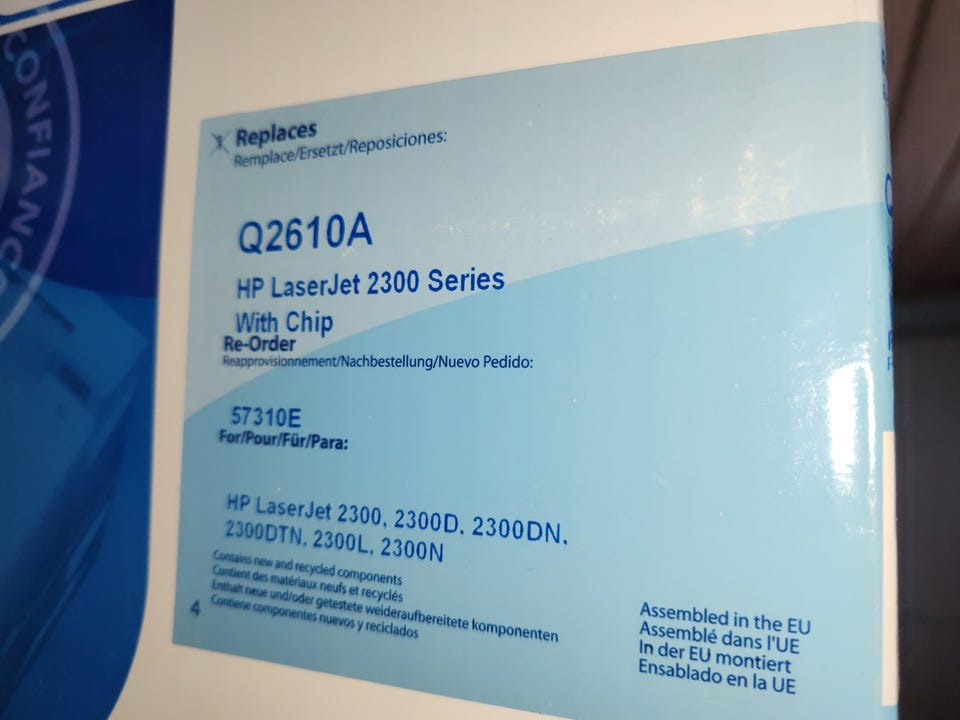 CONFIANC
Replaces
Remplace/Ersetzt/Reposiciones:
Q2610A
HP LaserJet 2300 Series
With Chip
Re-Order
Reapprovisionnement/Nachbestellung/Nuevo Pedido:
57310E
For/Pour/Für/Para:
HP LaserJet 2300, 2300D, 2300DN,
2300DTN, 2300L, 2300N
Contains new and recycled components
Contient des matériaux neufs et recyclés
Enthalt neue und/oder getestete weideraufbereitete komponenten
Contiene componentes nuevos y reciclados
4
Assembled in the EU
Assemblé dans l'UE
In der EU montiert
Ensablado en la UE